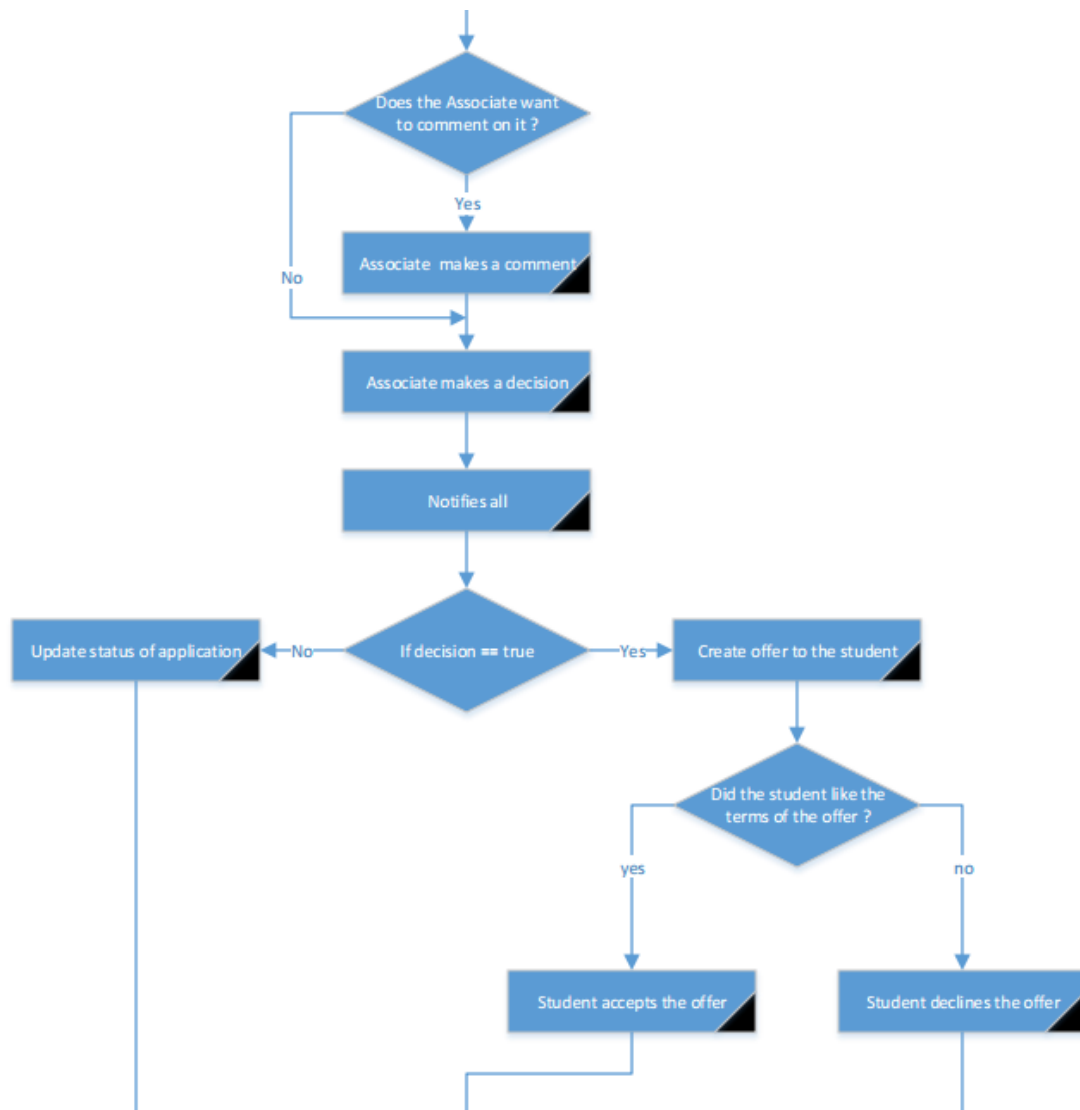 Does the Associate want
to comment on it ?
Yes
Associate  makes a comment
No
Associate makes a decision
Notifies all
Update status of application
No
If decision == true
Yes
Create offer to the student
Did the student like the
terms of the offer ?
yes
no
Student accepts the offer
Student declines the offer